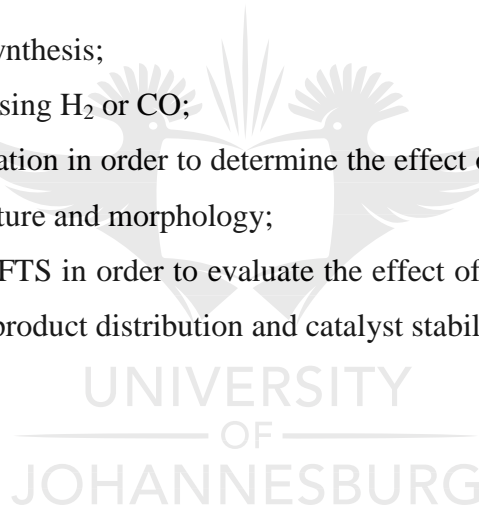 ynthesis;
sing H₂ or CO;
ation in order to determine the effect o
ture and morphology;
FTS in order to evaluate the effect of
product distribution and catalyst stabil
UNIVERSITY
OF
JOHANNESBURG